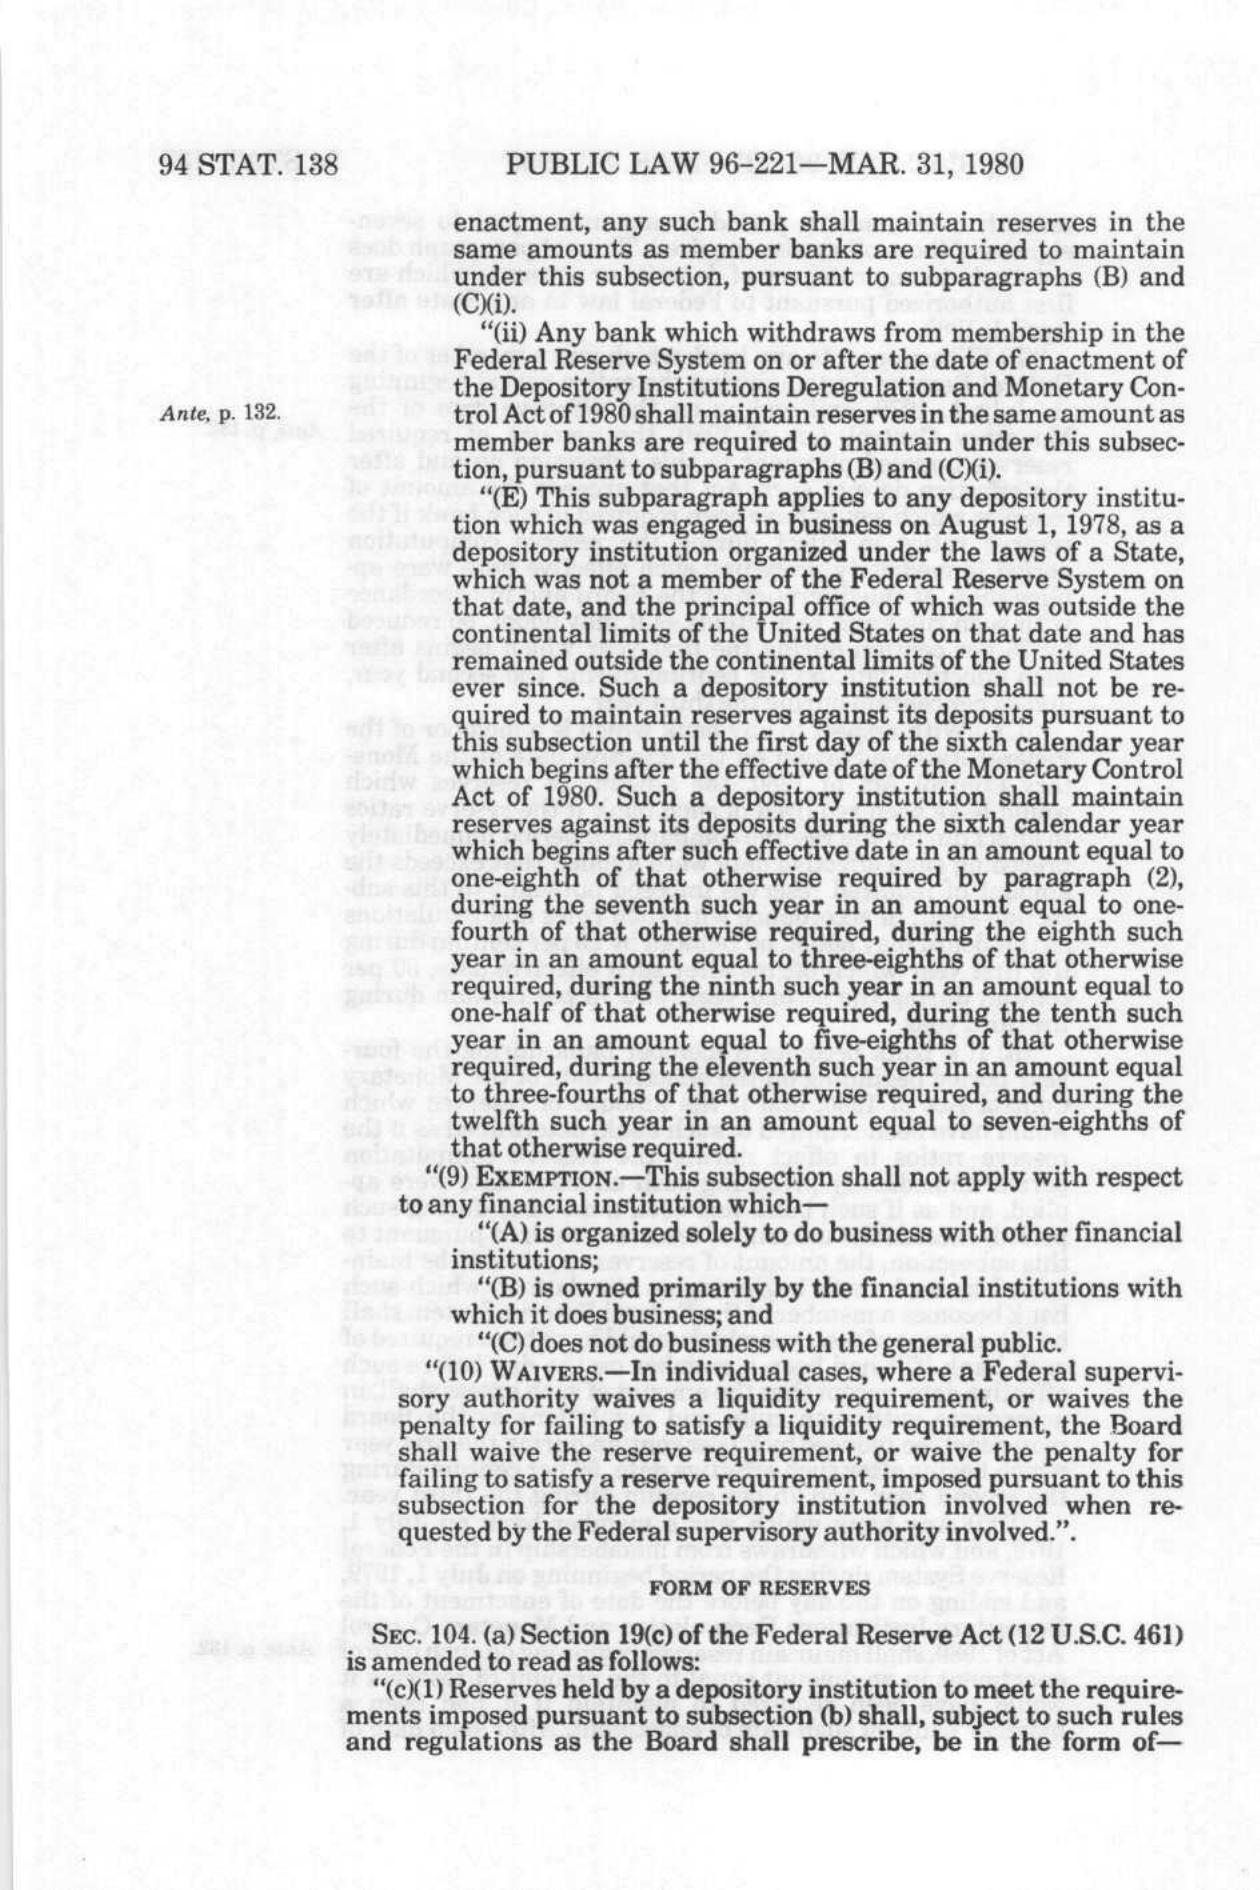 94 STAT. 138 PUBLIC LAW 96-221—MAR. 31, 1980
enactment, any such bank shall maintain reserves in the
same amounts as member banks are required to maintain
under this subsection, pursuant to subparagraphs (B) and
(C)(i).
"(ii) Any bank which withdraws from membership in the
Federal Reserve System on or after the date of enactment of
the Depository Institutions Deregulation and Monetary Con-
Ante, p. 132.
trol Act of 1980 shall maintain reserves in the same amount as
member banks are required to maintain under this subsec-
tion, pursuant to subparagraphs (B) and (C)(i).
"(E) This subparagraph applies to any depository institu-
tion which was engaged in business on August 1, 1978, as a
depository institution organized under the laws of a State,
which was not a member of the Federal Reserve System on
that date, and the principal office of which was outside the
continental limits of the United States on that date and has
remained outside the continental limits of the United States
ever since. Such a depository institution shall not be re-
quired to maintain reserves against its deposits pursuant to
this subsection until the first day of the sixth calendar year
which begins after the effective date of the Monetary Control
Act of 1980. Such a depository institution shall maintain
reserves against its deposits during the sixth calendar year
which begins after such effective date in an amount equal to
one-eighth of that otherwise required by paragraph (2),
during the seventh such year in an amount equal to one-
fourth of that otherwise required, during the eighth such
year in an amount equal to three-eighths of that otherwise
required, during the ninth such year in an amount equal to
one-half of that otherwise required, during the tenth such
year in an amount equal to five-eighths of that otherwise
required, during the eleventh such year in an amount equal
to three-fourths of that otherwise required, and during the
twelfth such year in an amount equal to seven-eighths of
that otherwise required.
"(9) EXEMPTION.—This subsection shall not apply with respect
to any financial institution which—
"(A) is organized solely to do business with other financial
institutions;
"(B) is owned primarily by the financial institutions with
which it does business; and
"(C) does not do business with the general public.
"(10) WAIVERS.—In individual cases, where a Federal supervi-
sory authority waives a liquidity requirement, or waives the
penalty for failing to satisfy a liquidity requirement, the Board
shall waive the reserve requirement, or waive the penalty for
failing to satisfy a reserve requirement, imposed pursuant to this
subsection for the depository institution involved when re-
quested by the Federal supervisory authority involved.".
FORM OF RESERVES
SEC. 104. (a) Section 19(c) of the Federal Reserve Act (12 U.S.C. 461)
is amended to read as follows:
"(c)(1) Reserves held by a depository institution to meet the require-
ments imposed pursuant to subsection (b) shall, subject to such rules
and regulations as the Board shall prescribe, be in the form of—